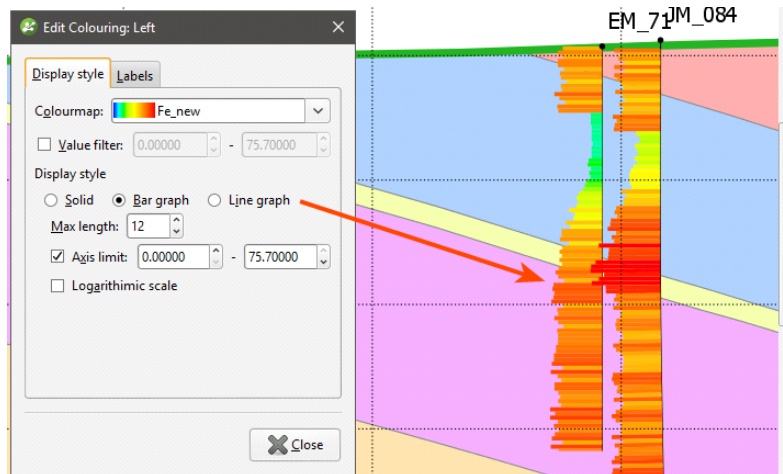 Edit Colouring: Left
Display style Labels
Colourmap: Fe_new
Value filter: 0.00000 - 75.70000
Display style
Solid Bar graph Line graph
Max length: 12
Axis limit: 0.00000 - 75.70000
Logarithimic scale
Close
EM_71
JM_084